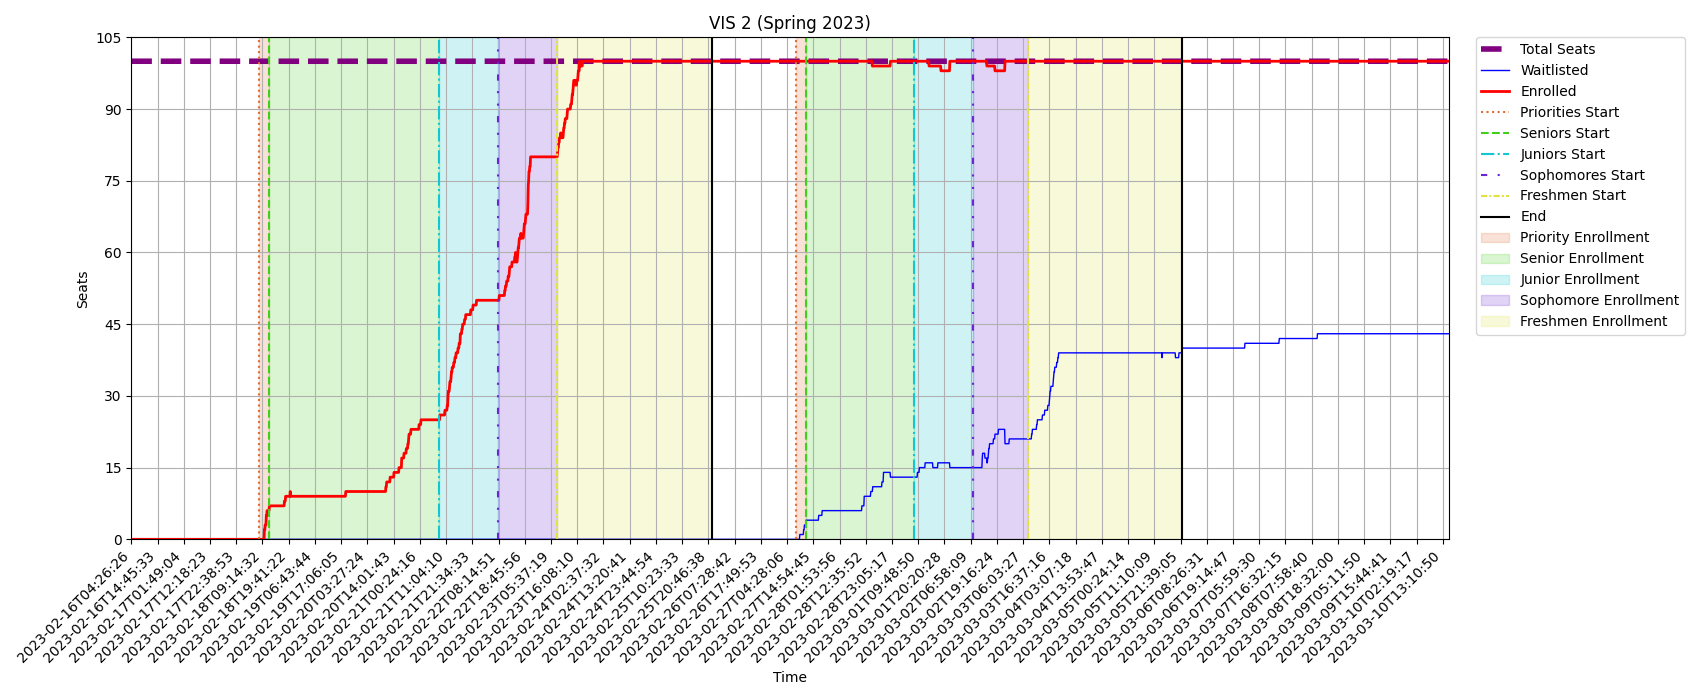 VIS 2 (Spring 2023)
105
90
75
60
45
30
15
0
Seats
2023-02-16T04:26:26
2023-02-16T14:45:33
2023-02-17T01:49:04
2023-02-17T12:18:23
2023-02-17T22:38:53
2023-02-18T09:14:32
2023-02-18T19:41:22
2023-02-19T06:43:44
2023-02-19T17:06:05
2023-02-20T03:27:24
2023-02-20T14:01:43
2023-02-21T00:24:16
2023-02-21T11:04:10
2023-02-21T21:34:33
2023-02-22T08:14:51
2023-02-22T18:45:56
2023-02-23T05:37:19
2023-02-23T16:08:10
2023-02-24T02:37:32
2023-02-24T13:20:41
2023-02-24T23:44:54
2023-02-25T10:23:33
2023-02-25T20:46:38
2023-02-26T07:28:42
2023-02-26T17:49:53
2023-02-27T04:28:06
2023-02-27T14:54:45
2023-02-28T01:53:56
2023-02-28T12:35:52
2023-02-28T23:05:17
2023-03-01T09:48:50
2023-03-01T20:20:28
2023-03-02T06:58:09
2023-03-02T19:16:24
2023-03-03T06:03:27
2023-03-03T16:37:16
2023-03-04T03:07:18
2023-03-04T13:53:47
2023-03-05T00:24:14
2023-03-05T11:10:09
2023-03-05T21:39:05
2023-03-06T08:26:31
2023-03-06T19:14:47
2023-03-07T05:59:30
2023-03-07T16:32:15
2023-03-08T07:58:40
2023-03-08T18:32:00
2023-03-09T05:11:50
2023-03-09T15:44:41
2023-03-10T02:19:17
2023-03-10T13:10:50
Time
Total Seats
Waitlisted
Enrolled
Priorities Start
Seniors Start
Juniors Start
Sophomores Start
Freshmen Start
End
Priority Enrollment
Senior Enrollment
Junior Enrollment
Sophomore Enrollment
Freshmen Enrollment